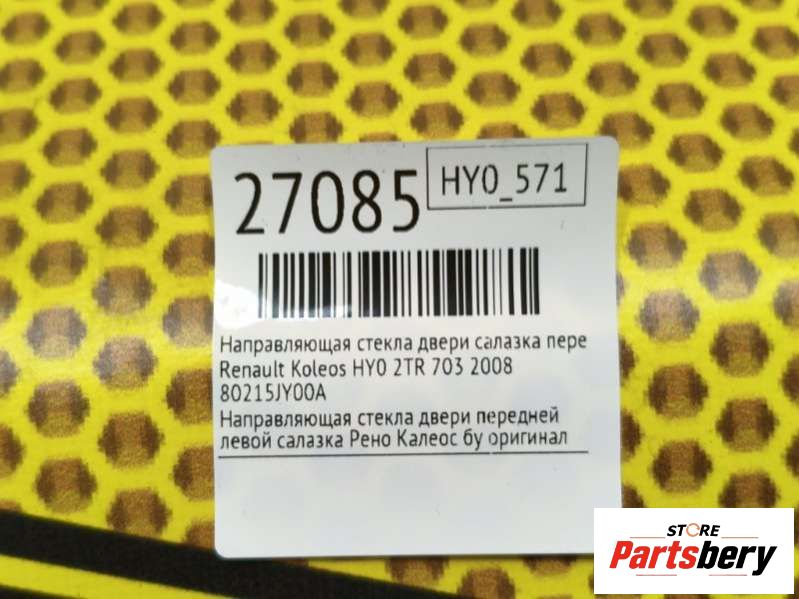 27085
HY0_571
Направляющая стекла двери салазка пере
Renault Koleos HY0 2TR 703 2008
80215JY00A
Направляющая стекла двери передней
левой салазка Рено Калеос бу оригинал
STORE
Partsbery